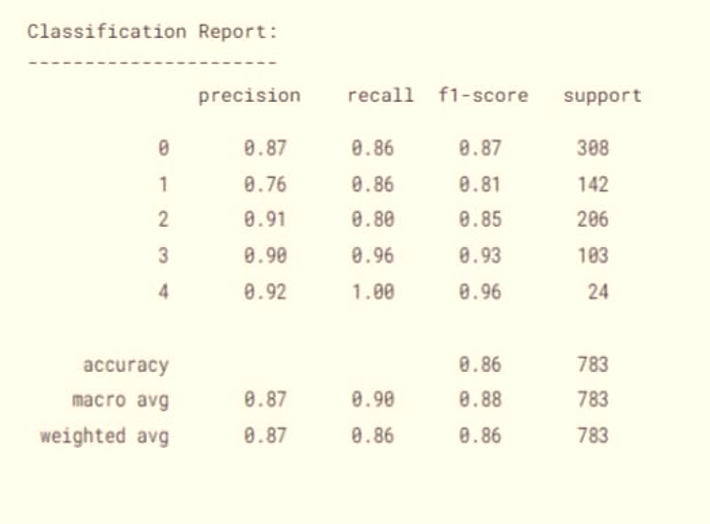 Classification Report:
-----------------------
precision recall f1-score support
0 0.87 0.86 0.87 308
1 0.76 0.86 0.81 142
2 0.91 0.80 0.85 206
3 0.90 0.96 0.93 103
4 0.92 1.00 0.96 24
accuracy 0.86 783
macro avg 0.87 0.90 0.88 783
weighted avg 0.87 0.86 0.86 783